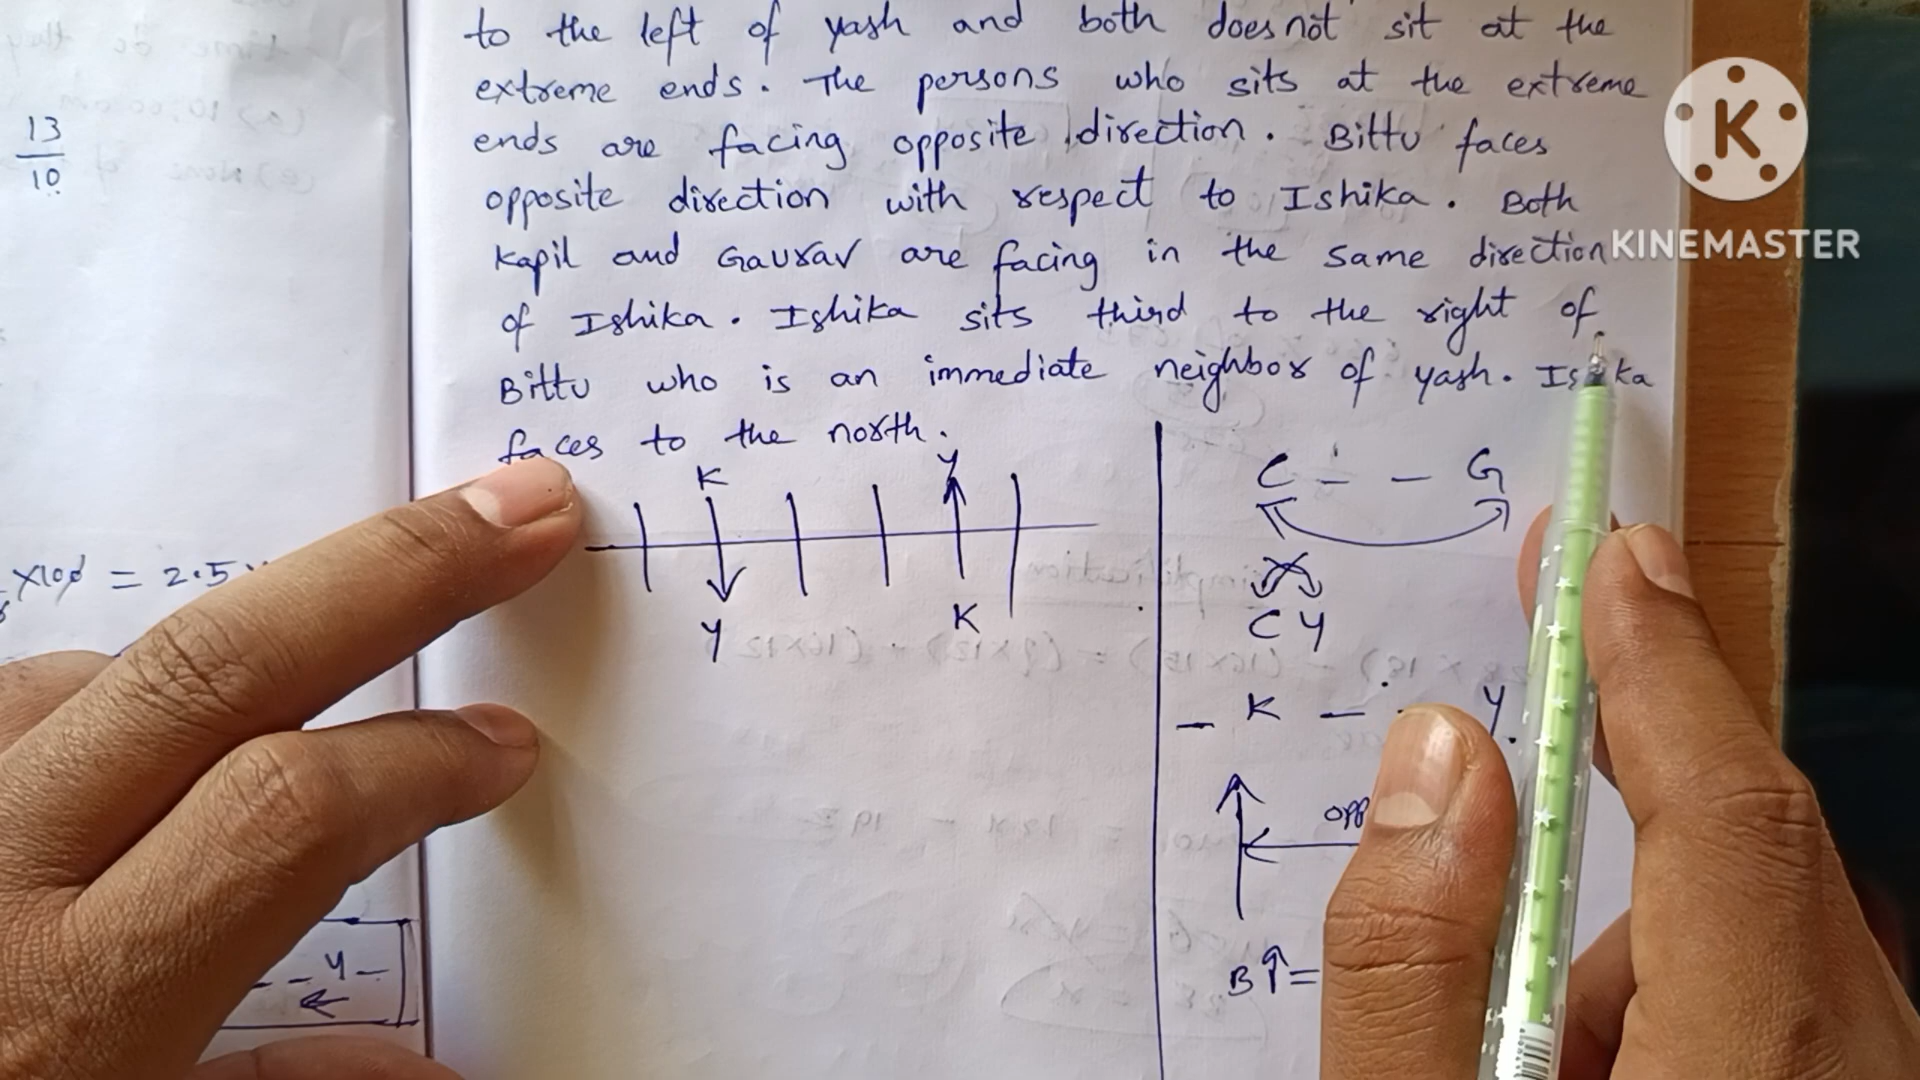 to the left of yash and both does not sit at the
extreme ends. The persons who sits at the extreme
ends are facing opposite direction. Bittu faces
opposite direction with respect to Ishika. Both
Kapil and Gaurav are facing in the same direction
of Ishika. Ishika sits third to the right of
Bittu who is an immediate neighbor of yash.
faces to the north.
13
10
K
KINEMASTER
K Y
Y K
C - - G
C Y
- K - Y
opp
B↑=
= 2.5
- - Y -